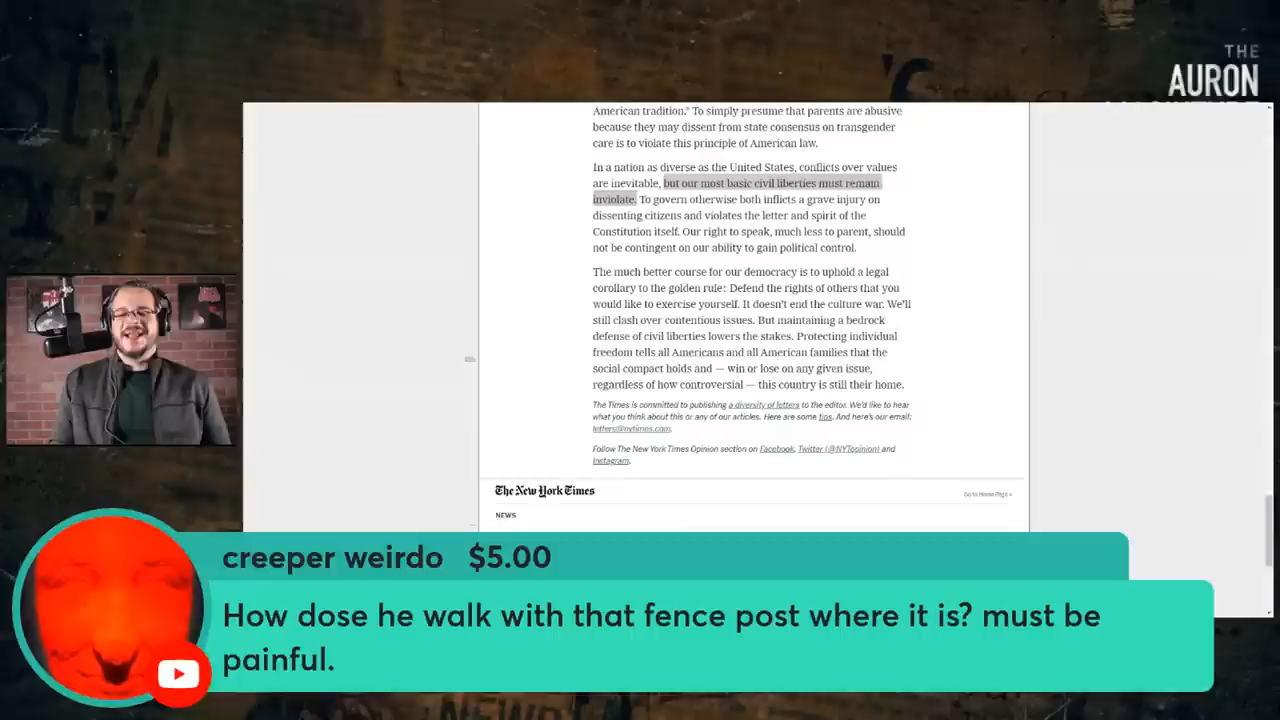 THE
AURON
American tradition.” To simply presume that parents are abusive
because they may dissent from state consensus on transgender
care is to violate this principle of American law.
In a nation as diverse as the United States, conflicts over values
are inevitable, but our most basic civil liberties must remain
inviolate. To govern otherwise both inflicts a grave injury on
dissenting citizens and violates the letter and spirit of the
Constitution itself. Our right to speak, much less to parent, should
not be contingent on our ability to gain political control.
The much better course for our democracy is to uphold a legal
corollary to the golden rule: Defend the rights of others that you
would like to exercise yourself. It doesn’t end the culture war. We’ll
still clash over contentious issues. But maintaining a bedrock
defense of civil liberties lowers the stakes. Protecting individual
freedom tells all Americans and all American families that the
social compact holds and — win or lose on any given issue,
regardless of how controversial — this country is still their home.
The Times is committed to publishing a diversity of letters to the editor. We’d like to hear
what you think about this or any of our articles. Here are some tips. And here’s our email:
letters@nytimes.com.
Follow The New York Times Opinion section on Facebook, Twitter (@NYTopinion) and
Instagram.
The New York Times
Go to Home Page »
NEWS
creeper weirdo $5.00
How dose he walk with that fence post where it is? must be
painful.